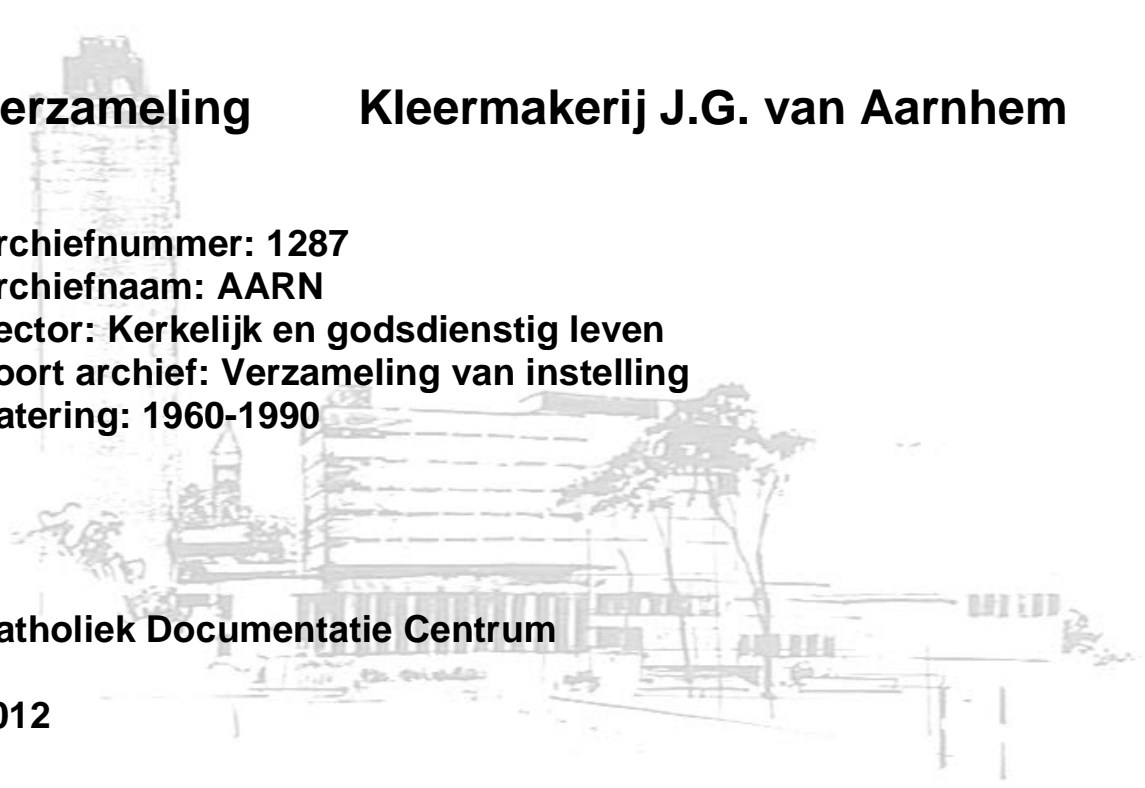 erzameling Kleermakerij J.G. van Aarnhem
rchiefnummer: 1287
rchiefnaam: AARN
ector: Kerkelijk en godsdienstig leven
oort archief: Verzameling van instelling
atering: 1960-1990
atholiek Documentatie Centrum
012